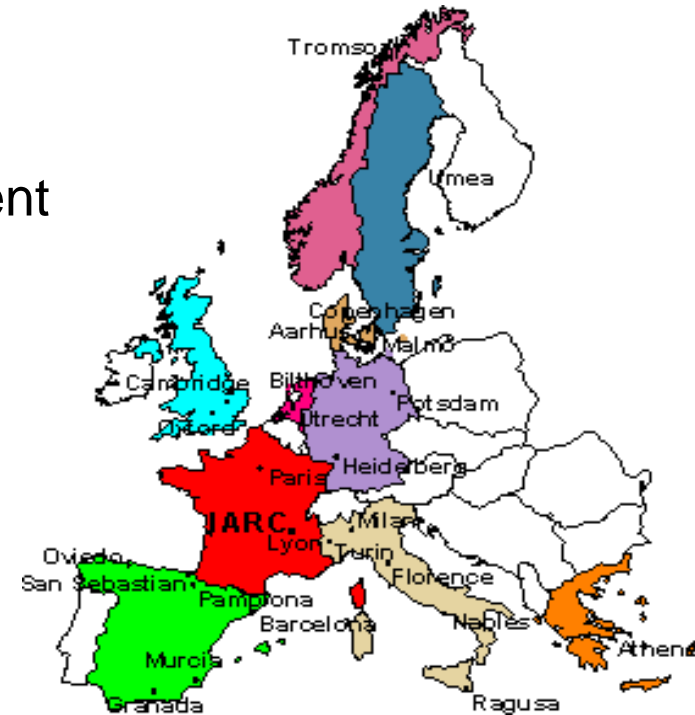 Tromso
ent
Umea
Copenhagen
Aarhus
Malmö
Cambridge
Bilthoven
Potsdam
Utrecht
Oxford
Heidelberg
Paris
IARC
Milan
Lyon
Turin
Oviedo
Florence
San Sebastian
Pamplona
Barcelona
Naples
Athens
Murcia
Ragusa
Granada